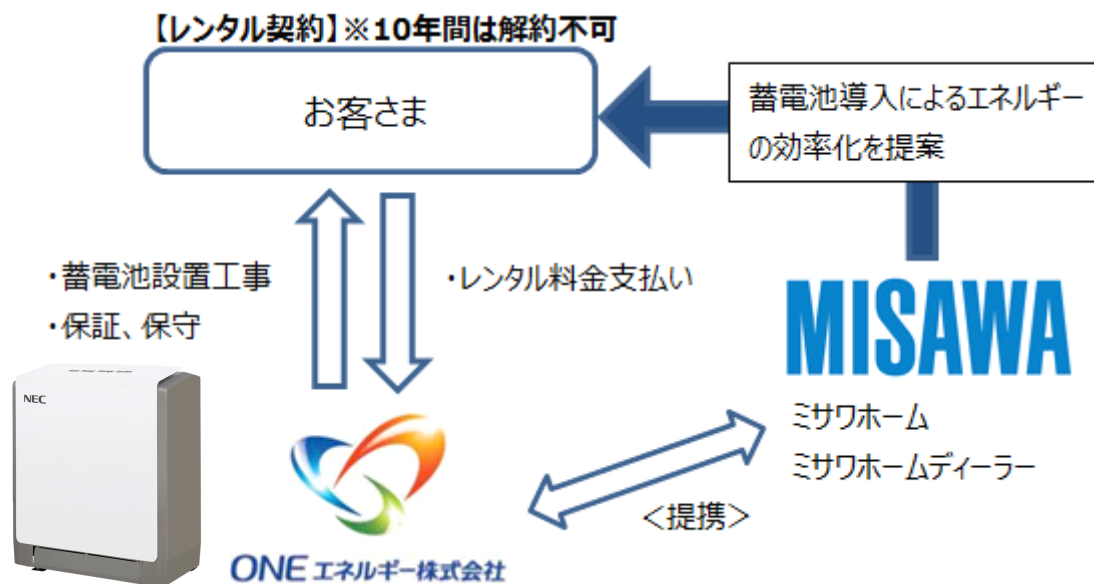 【レンタル契約】※10年間は解約不可
お客さま
蓄電池導入によるエネルギー
の効率化を提案
・蓄電池設置工事
・保証、保守
・レンタル料金支払い
NEC
MISAWA
ミサワホーム
ミサワホームディーラー
＜提携＞
ONEエネルギー株式会社